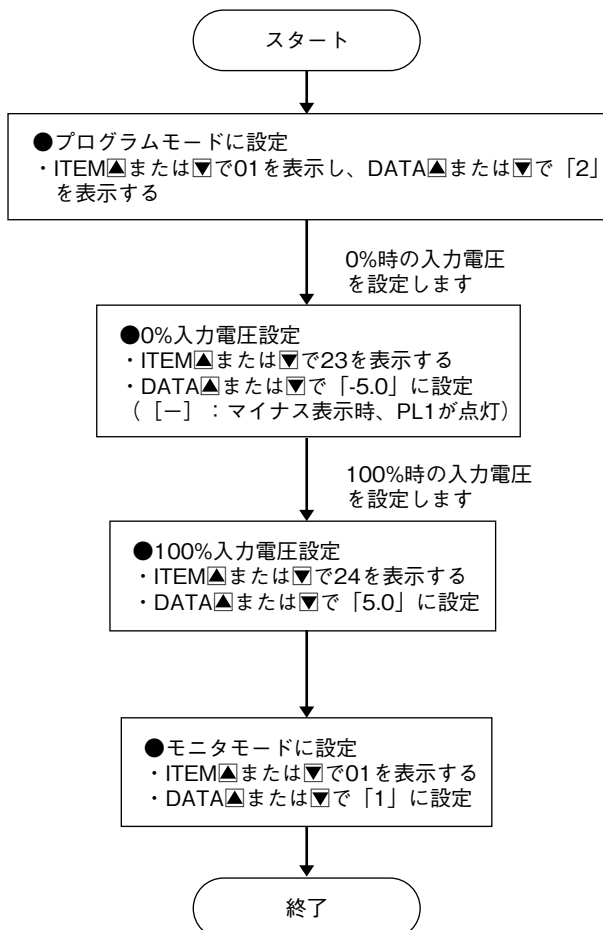 スタート
●プログラムモードに設定
・ITEM▲または▼で01を表示し、DATA▲または▼で「2」
を表示する
0%時の入力電圧
を設定します
●0%入力電圧設定
・ITEM▲または▼で23を表示する
・DATA▲または▼で「-5.0」に設定
（［−］：マイナス表示時、PL1が点灯）
100%時の入力電圧
を設定します
●100%入力電圧設定
・ITEM▲または▼で24を表示する
・DATA▲または▼で「5.0」に設定
●モニタモードに設定
・ITEM▲または▼で01を表示する
・DATA▲または▼で「1」に設定
終了